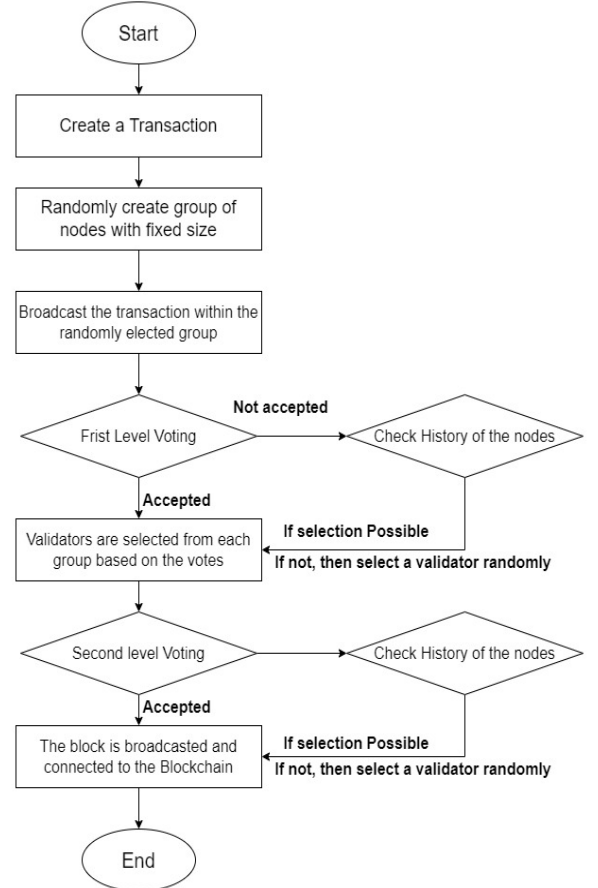 Start
Create a Transaction
Randomly create group of
nodes with fixed size
Broadcast the transaction within the
randomly elected group
Not accepted
Frist Level Voting
Check History of the nodes
Accepted
If selection Possible
Validators are selected from each
group based on the votes
If not, then select a validator randomly
Second level Voting
Check History of the nodes
Accepted
If selection Possible
The block is broadcasted and
connected to the Blockchain
If not, then select a validator randomly
End